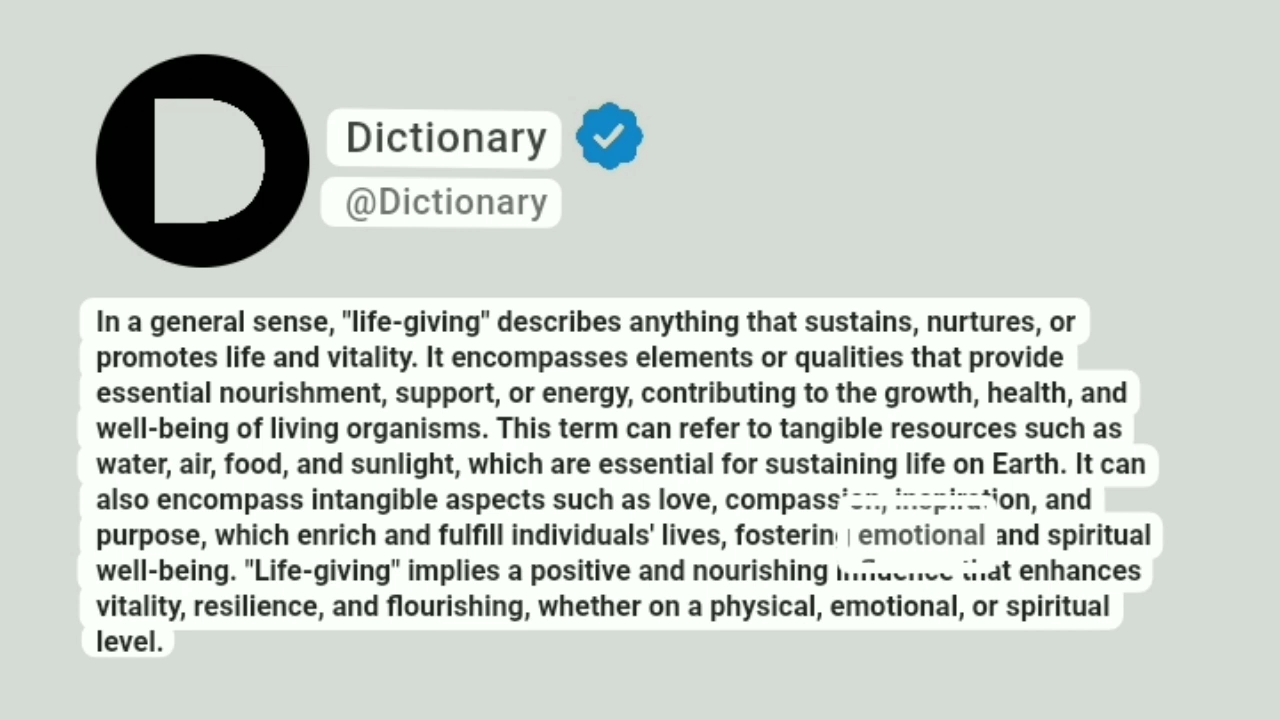 Dictionary
@Dictionary
In a general sense, "life-giving" describes anything that sustains, nurtures, or
promotes life and vitality. It encompasses elements or qualities that provide
essential nourishment, support, or energy, contributing to the growth, health, and
well-being of living organisms. This term can refer to tangible resources such as
water, air, food, and sunlight, which are essential for sustaining life on Earth. It can
also encompass intangible aspects such as love, compassion, inspiration, and
purpose, which enrich and fulfill individuals' lives, fostering emotional and spiritual
well-being. "Life-giving" implies a positive and nourishing influence that enhances
vitality, resilience, and flourishing, whether on a physical, emotional, or spiritual
level.